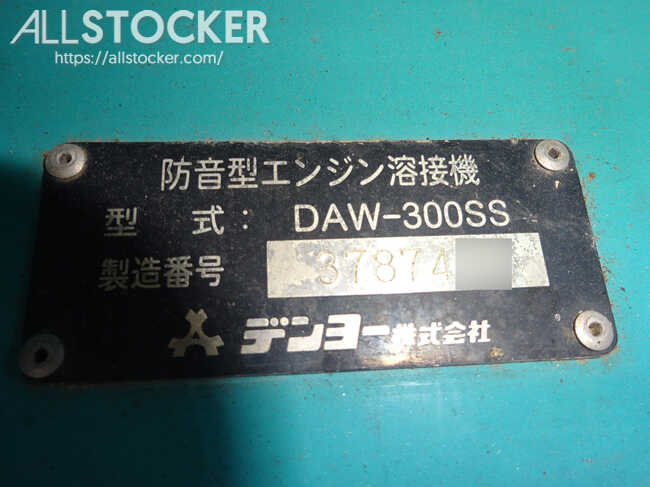 ALLSTOCKER
https://allstocker.com/
防音型エンジン溶接機
型 式: DAW-300SS
製造番号 37874
デンヨー株式会社